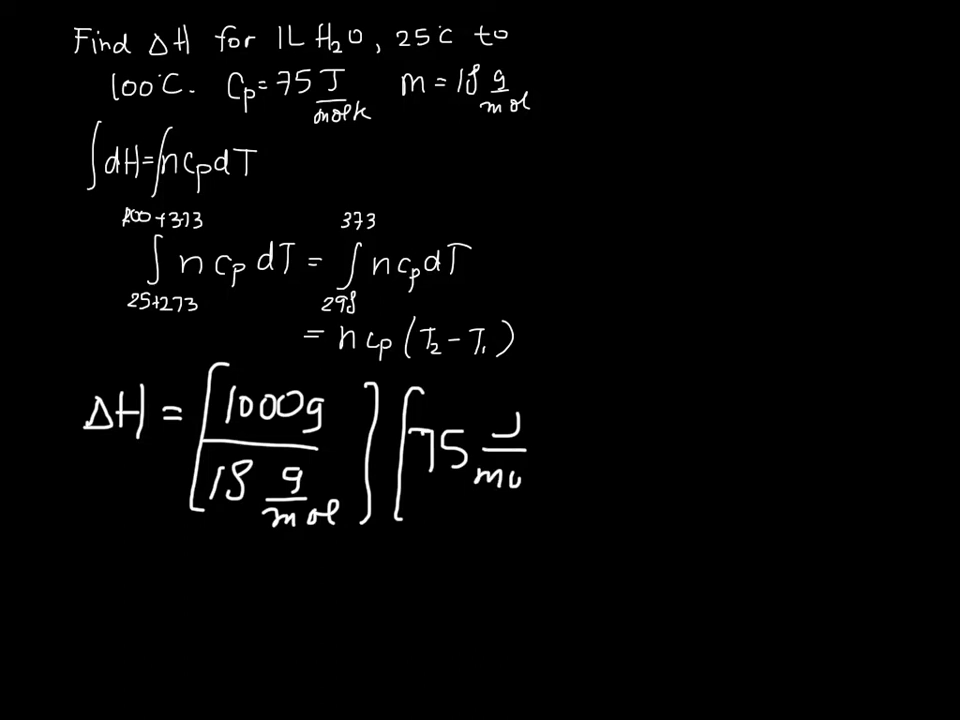 Find ΔH for 1L H₂O, 25°C to
100°C. Cp = 75 J/molK m = 18 g/mol
∫dH = ∫nCpdT
100+373 373
∫ n Cp dT = ∫ n Cp dT
25+273 298
= n Cp (T₂ - T₁)
ΔH = [1000g / 18 g/mol] [75 J/mo